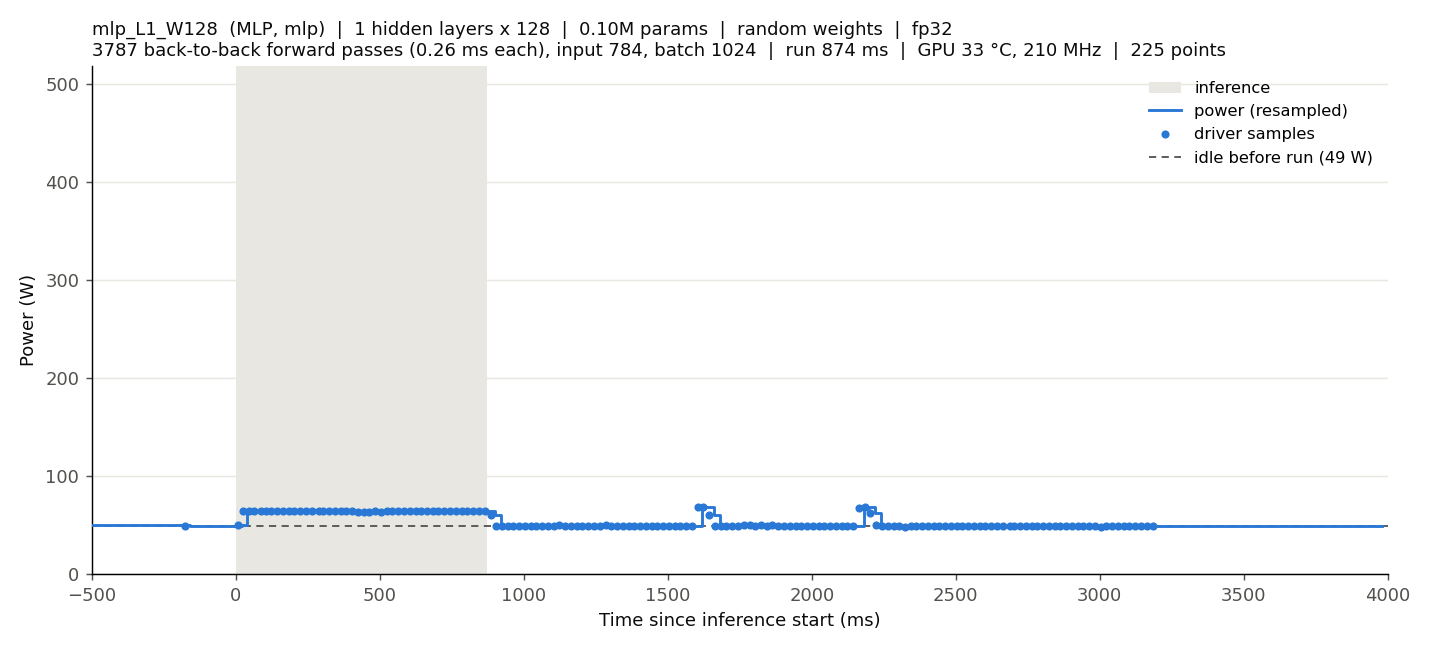 mlp_L1_W128  (MLP, mlp)  |  1 hidden layers x 128  |  0.10M params  |  random weights  |  fp32
3787 back-to-back forward passes (0.26 ms each), input 784, batch 1024  |  run 874 ms  |  GPU 33 °C, 210 MHz  |  225 points
500
400
300
200
100
0
Power (W)
inference
power (resampled)
driver samples
idle before run (49 W)
−500 0 500 1000 1500 2000 2500 3000 3500 4000
Time since inference start (ms)